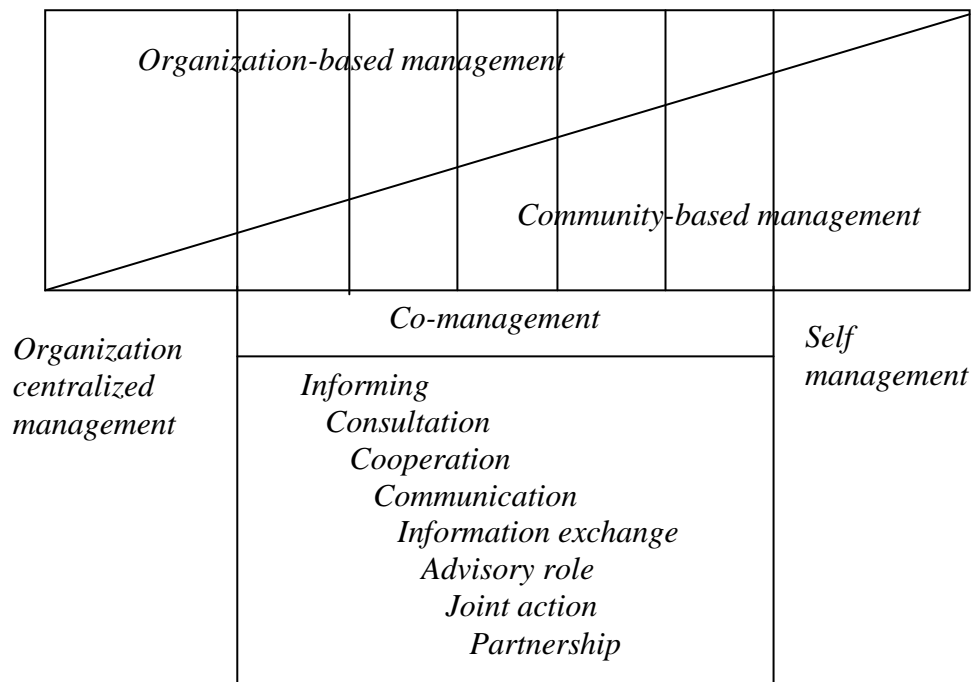 Organization-based management
Community-based management
Co-management
Organization
centralized
management
Self
management
Informing
Consultation
Cooperation
Communication
Information exchange
Advisory role
Joint action
Partnership